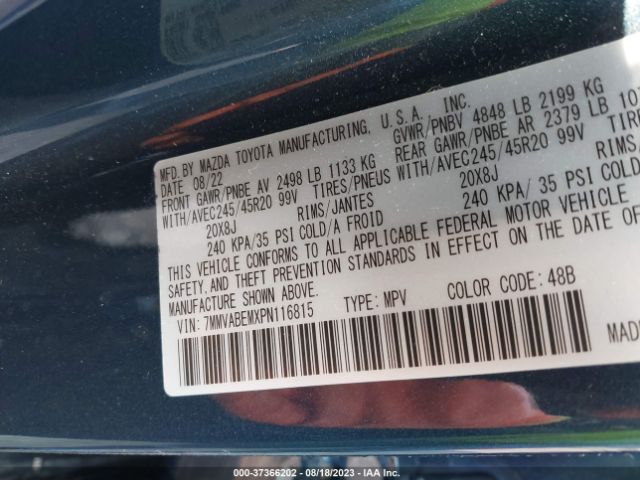 MFD. BY MAZDA TOYOTA MANUFACTURING, U.S.A. INC.
DATE 08/22 GVWR/PNBV 4848 LB 2199 KG
FRONT GAWR/PNBE AV 2498 LB 1133 KG REAR GAWR/PNBE AR 2379 LB
WITH/AVEC245/45R20 99V TIRES/PNEUS WITH/AVEC245/45R20 99V
20X8J RIMS/JANTES 20X8J RIMS/
240 KPA/35 PSI COLD/A FROID 240 KPA/ 35 PSI COLD
THIS VEHICLE CONFORMS TO ALL APPLICABLE FEDERAL MOTOR VEHICLE
SAFETY, AND THEFT PREVENTION STANDARDS IN EFFECT ON THE DATE OF
MANUFACTURE SHOWN ABOVE.
VIN: 7MMVABEMXPN116815 TYPE: MPV COLOR CODE: 48B
000-37366202 - 08/18/2023 - IAA Inc.